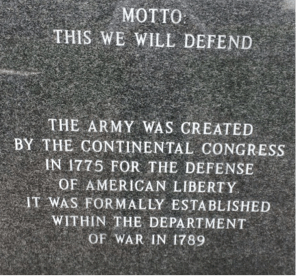 MOTTO:
THIS WE WILL DEFEND
THE ARMY WAS CREATED
BY THE CONTINENTAL CONGRESS
IN 1775 FOR THE DEFENSE
OF AMERICAN LIBERTY
IT WAS FORMALLY ESTABLISHED
WITHIN THE DEPARTMENT
OF WAR IN 1789